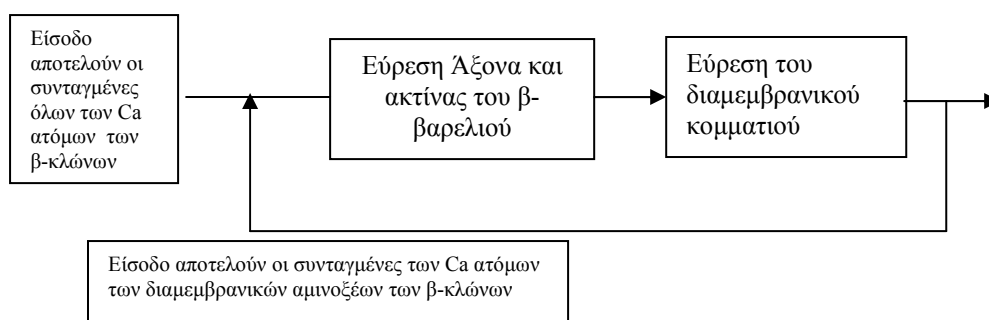 Είσοδο
αποτελούν οι
συνταγμένες
όλων των Ca
ατόμων των
β-κλώνων
Εύρεση Άξονα και
ακτίνας του β-
βαρελιού
Εύρεση του
διαμεμβρανικού
κομματιού
Είσοδο αποτελούν οι συνταγμένες των Ca ατόμων
των διαμεμβρανικών αμινοξέων των β-κλώνων